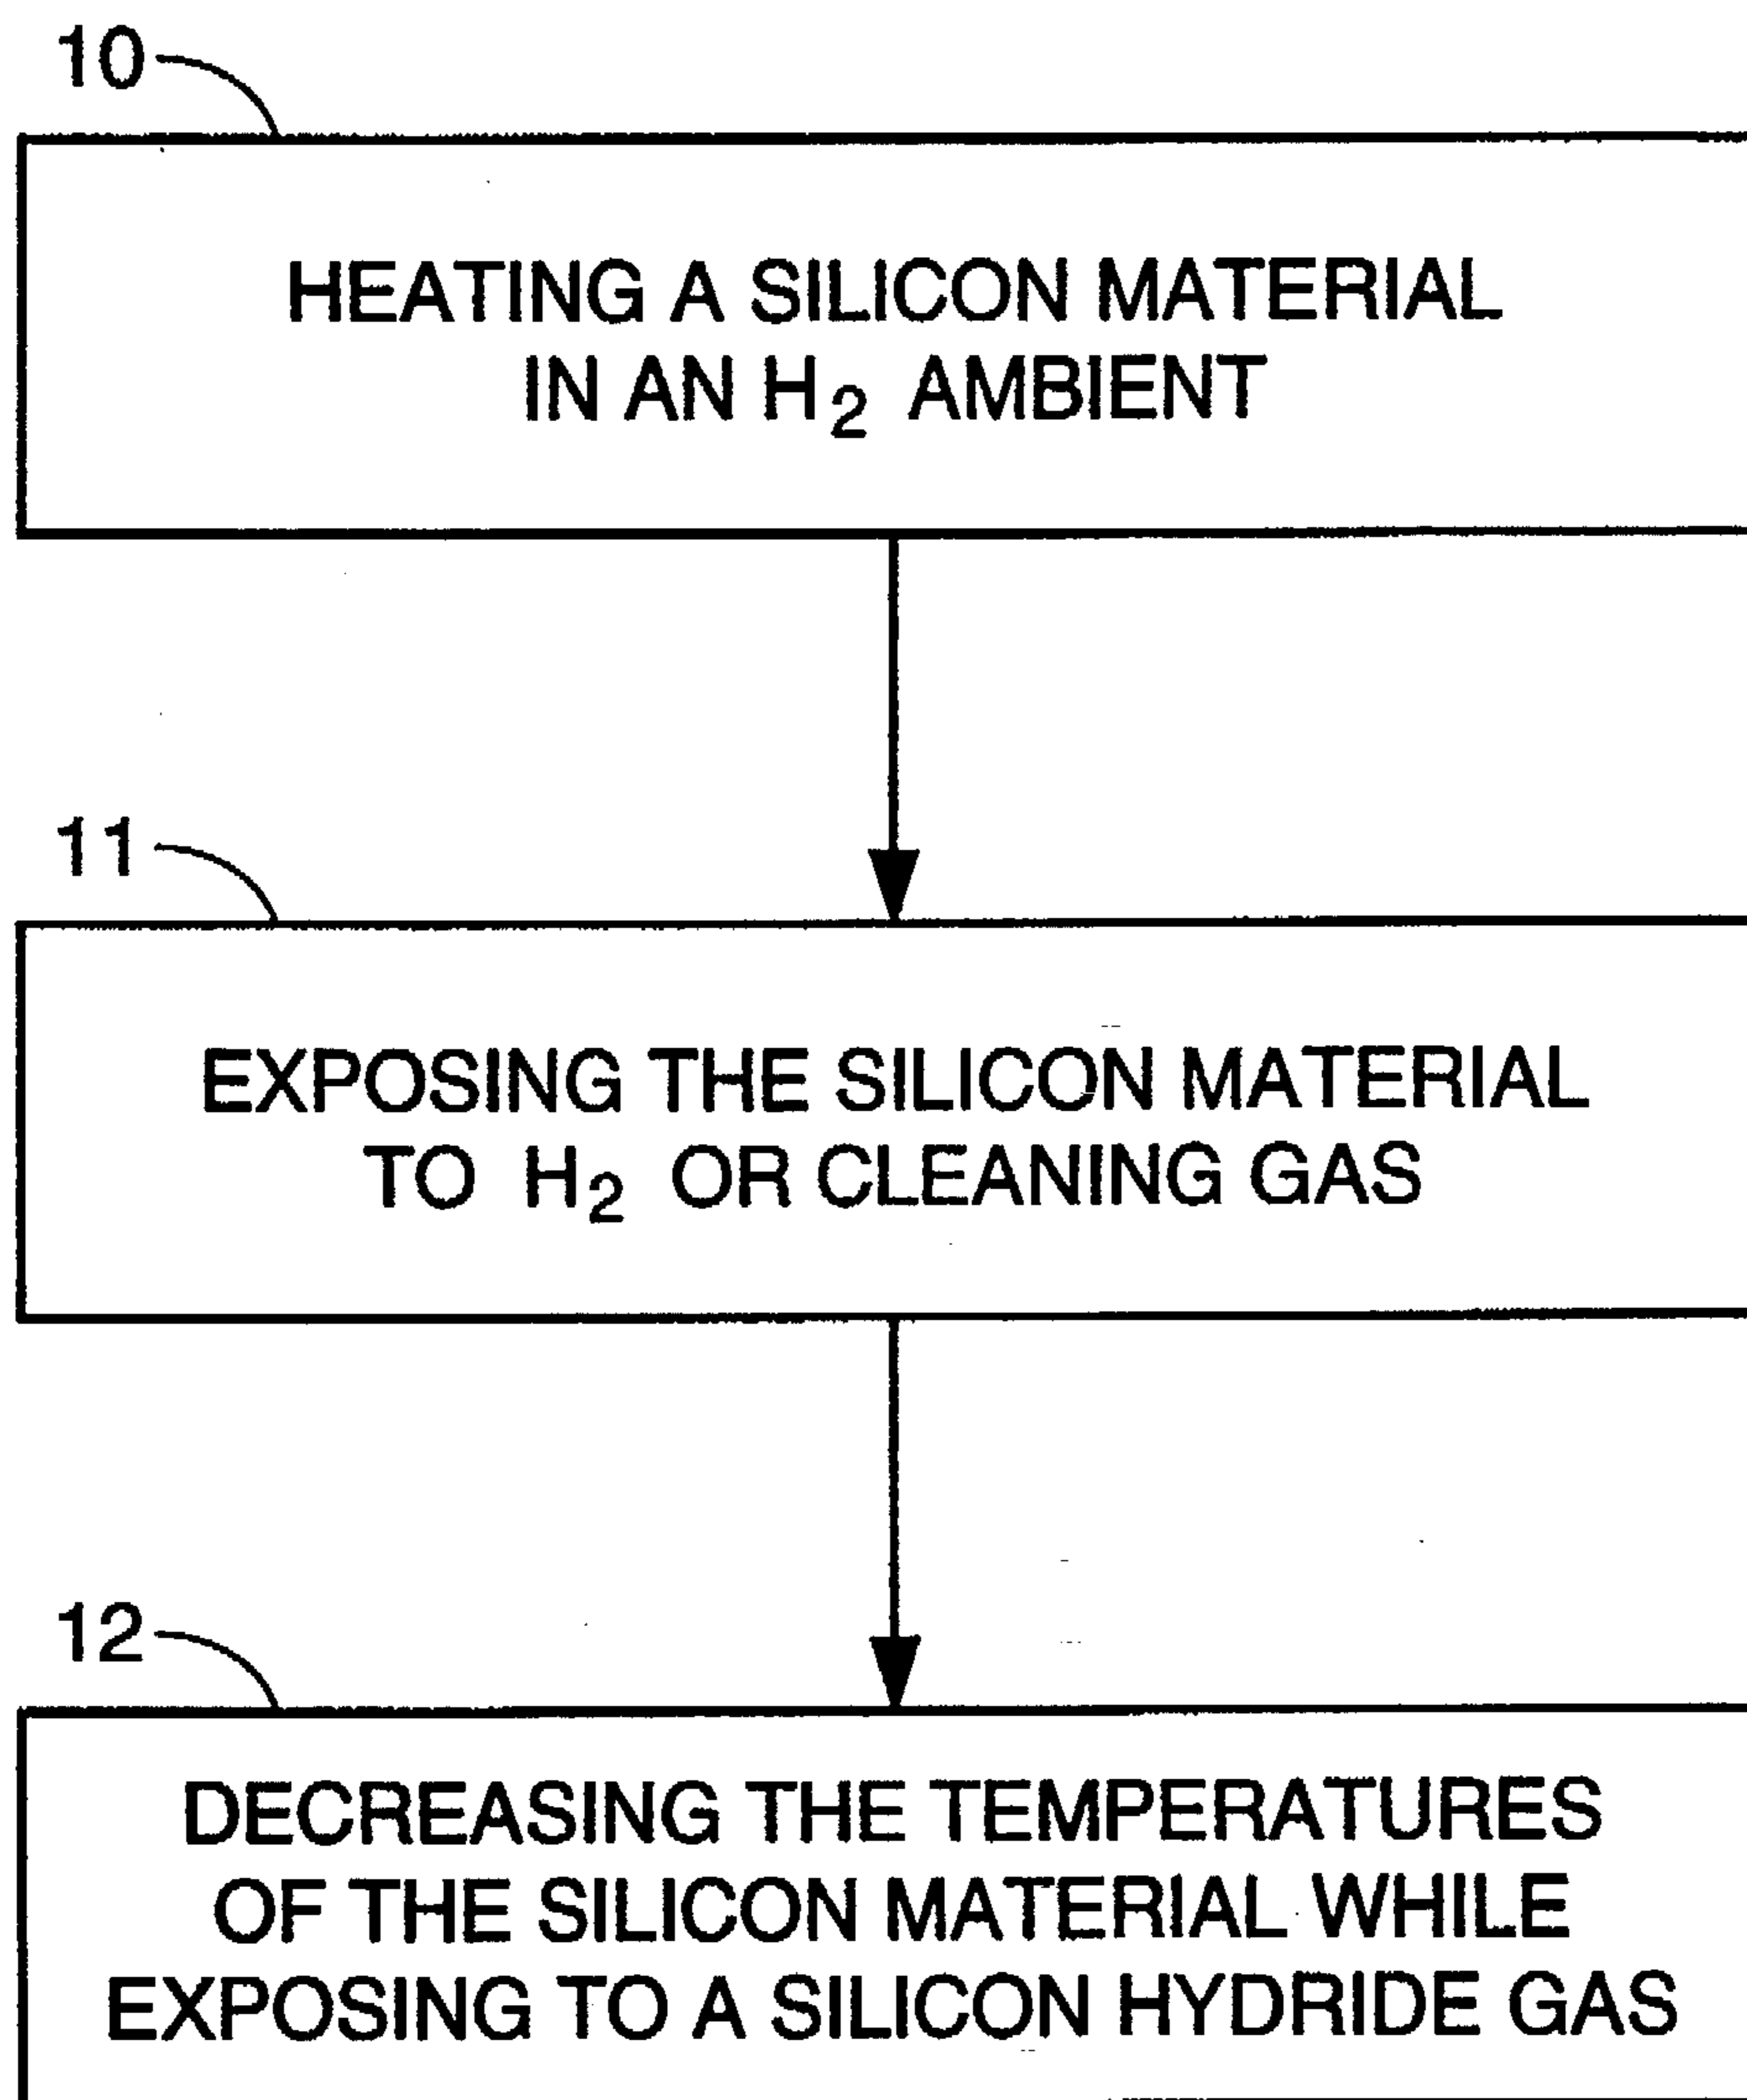 10
HEATING A SILICON MATERIAL
IN AN H₂ AMBIENT
11
EXPOSING THE SILICON MATERIAL
TO H₂ OR CLEANING GAS
12
DECREASING THE TEMPERATURES
OF THE SILICON MATERIAL WHILE
EXPOSING TO A SILICON HYDRIDE GAS